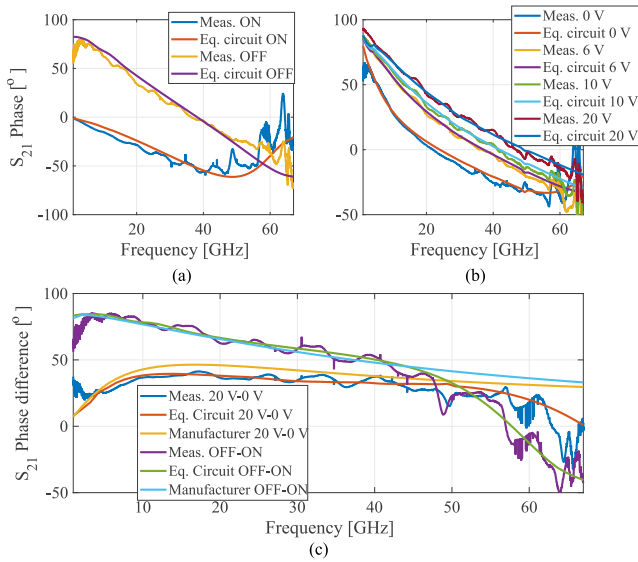 100
50
0
-50
-100
0
20
40
60
S21 Phase [°]
Frequency [GHz]
Meas. ON
Eq. circuit ON
Meas. OFF
Eq. circuit OFF
(a)
100
50
0
-50
20
40
60
Frequency [GHz]
Meas. 0 V
Eq. circuit 0 V
Meas. 6 V
Eq. circuit 6 V
Meas. 10 V
Eq. circuit 10 V
Meas. 20 V
Eq. circuit 20 V
(b)
100
50
0
-50
10
20
30
40
50
60
S21 Phase difference [°]
Frequency [GHz]
Meas. 20 V-0 V
Eq. Circuit 20 V-0 V
Manufacturer 20 V-0 V
Meas. OFF-ON
Eq. Circuit OFF-ON
Manufacturer OFF-ON
(c)